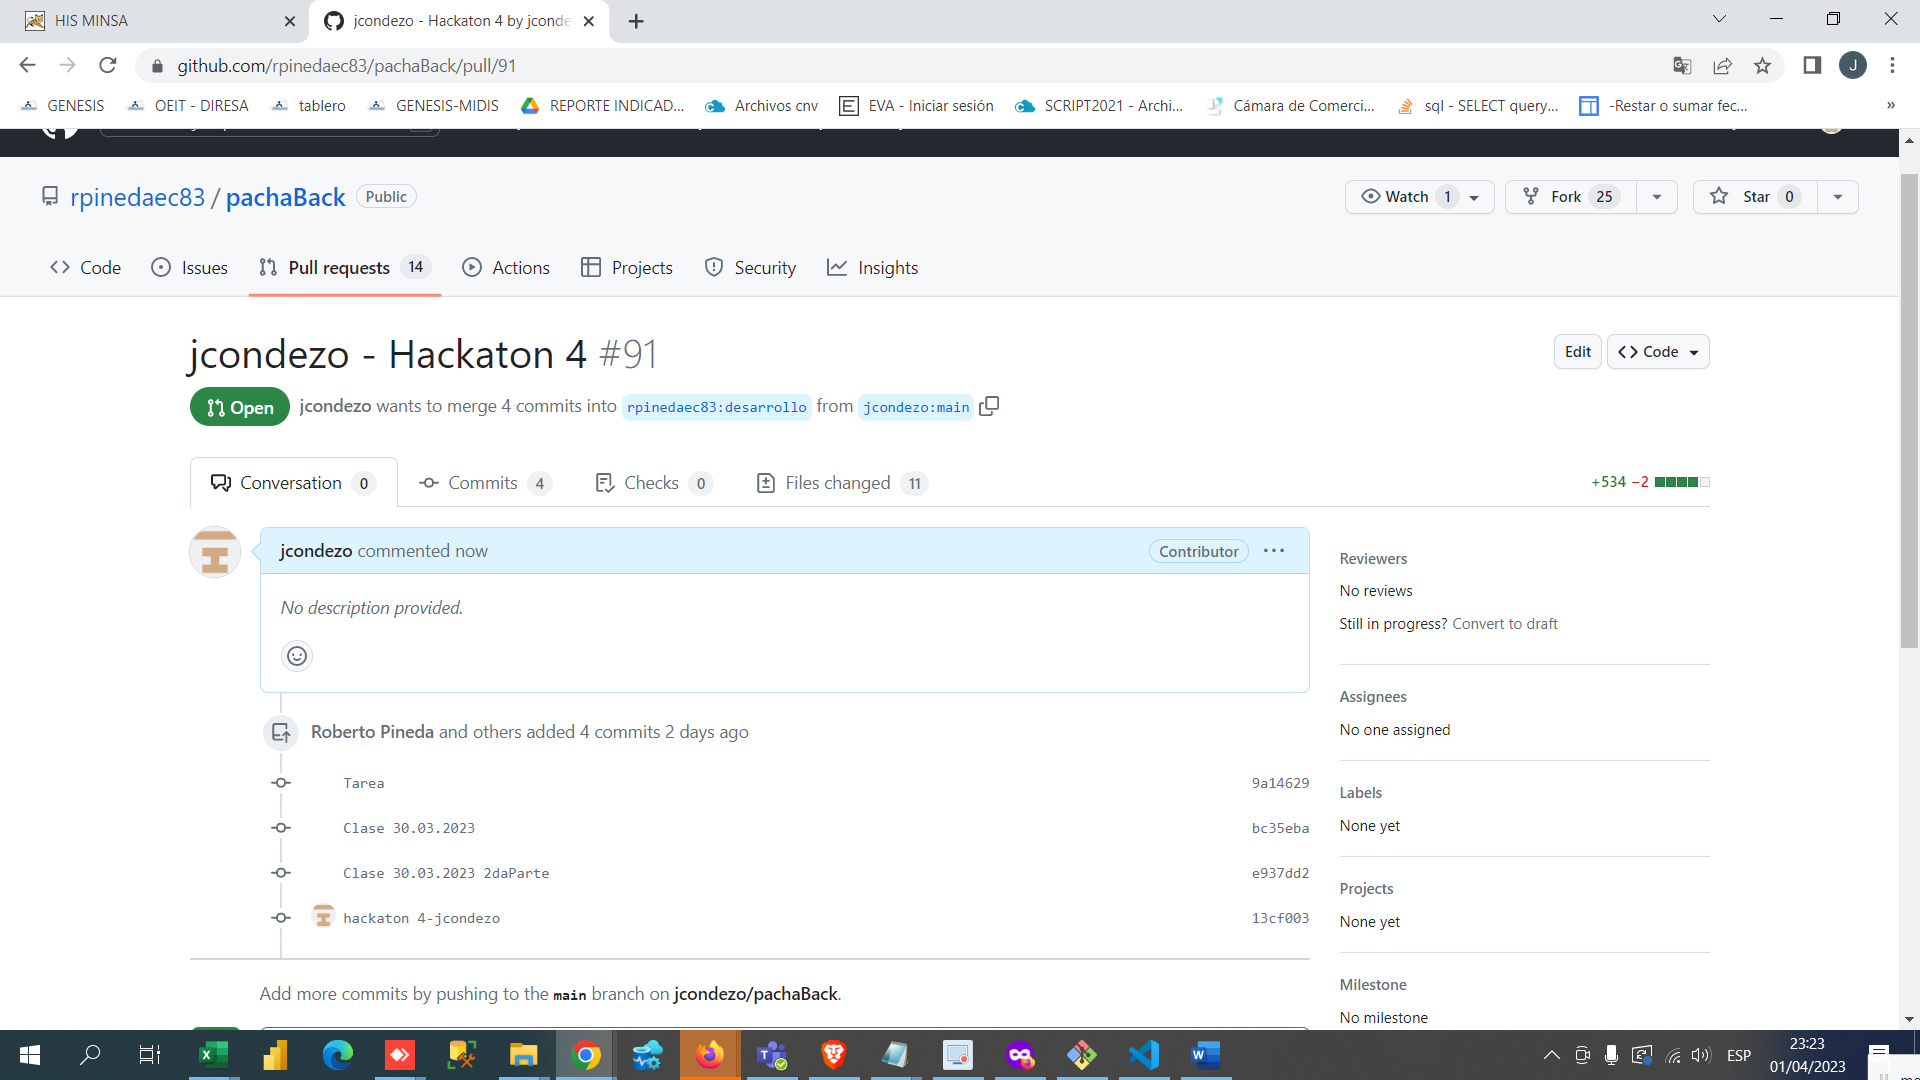 HIS MINSA
jcondezo - Hackaton 4 by jconde
github.com/rpinedaec83/pachaBack/pull/91
J
GENESIS
OEIT - DIRESA
tablero
GENESIS-MIDIS
REPORTE INDICAD...
Archivos cnv
EVA - Iniciar sesión
SCRIPT2021 - Archi...
Cámara de Comerci...
sql - SELECT query...
-Restar o sumar fec...
»
rpinedaec83 / pachaBack Public
Watch 1
Fork 25
Star 0
Code
Issues
Pull requests 14
Actions
Projects
Security
Insights
jcondezo - Hackaton 4 #91
Edit
Code
Open
jcondezo wants to merge 4 commits into rpinedaec83:desarrollo from jcondezo:main
Conversation 0
Commits 4
Checks 0
Files changed 11
+534 −2
jcondezo commented now
Contributor
No description provided.
Roberto Pineda and others added 4 commits 2 days ago
Tarea 9a14629
Clase 30.03.2023 bc35eba
Clase 30.03.2023 2daParte e937dd2
hackaton 4-jcondezo 13cf003
Add more commits by pushing to the main branch on jcondezo/pachaBack.
Reviewers
No reviews
Still in progress? Convert to draft
Assignees
No one assigned
Labels
None yet
Projects
None yet
Milestone
No milestone
ESP
23:23
01/04/2023